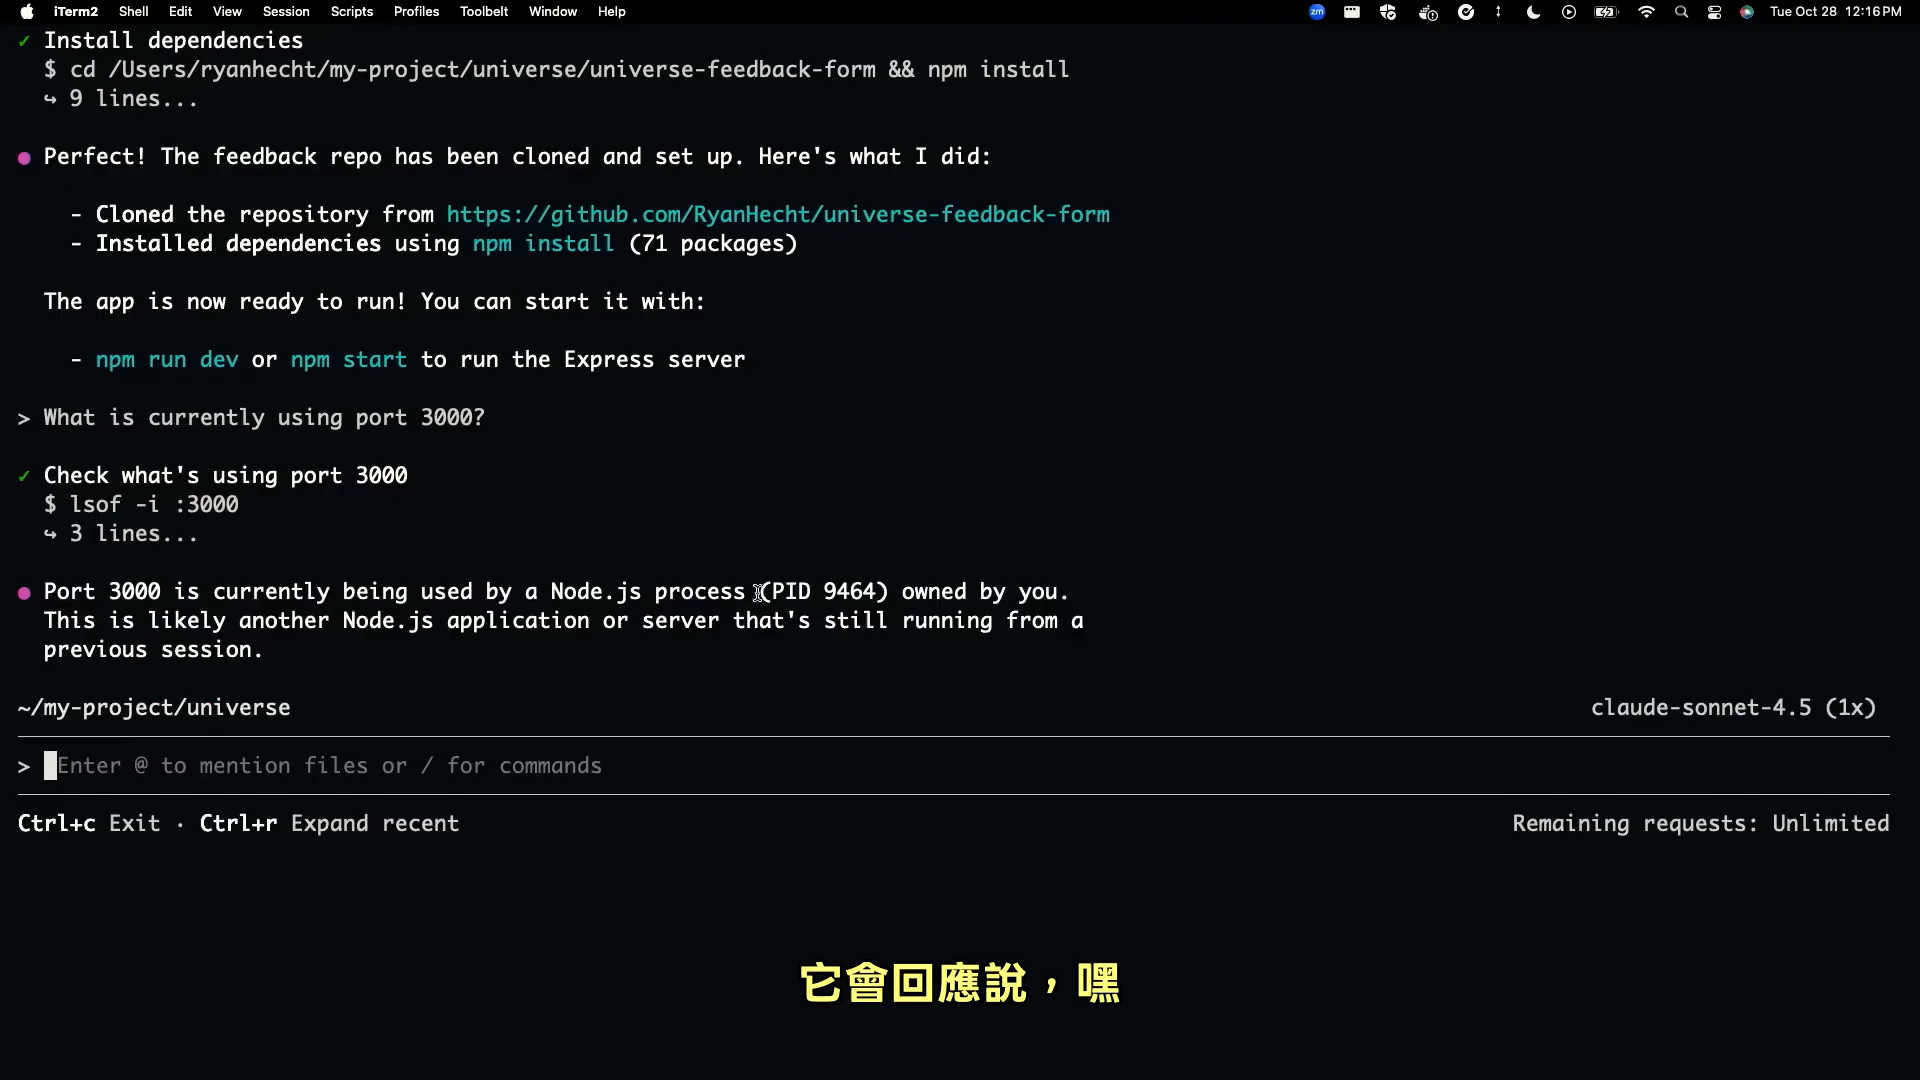 iTerm2 Shell Edit View Session Scripts Profiles Toolbelt Window Help zm Tue Oct 28 12:16 PM
✓ Install dependencies
$ cd /Users/ryanhecht/my-project/universe/universe-feedback-form && npm install
↪ 9 lines...
● Perfect! The feedback repo has been cloned and set up. Here's what I did:
- Cloned the repository from https://github.com/RyanHecht/universe-feedback-form
- Installed dependencies using npm install (71 packages)
The app is now ready to run! You can start it with:
- npm run dev or npm start to run the Express server
> What is currently using port 3000?
✓ Check what's using port 3000
$ lsof -i :3000
↪ 3 lines...
● Port 3000 is currently being used by a Node.js process (PID 9464) owned by you.
This is likely another Node.js application or server that's still running from a
previous session.
~/my-project/universe claude-sonnet-4.5 (1x)
> Enter @ to mention files or / for commands
Ctrl+c Exit · Ctrl+r Expand recent Remaining requests: Unlimited
它會回應說，嘿